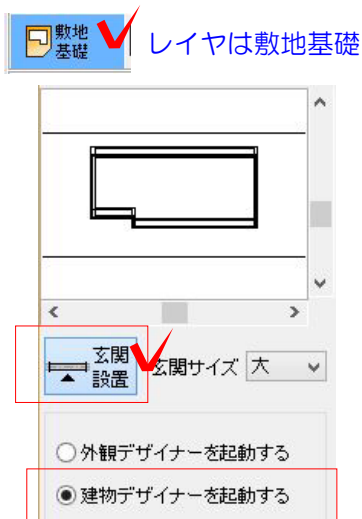 敷地
基礎
レイヤは敷地基礎
玄関
設置
玄関サイズ 大
外観デザイナーを起動する
建物デザイナーを起動する